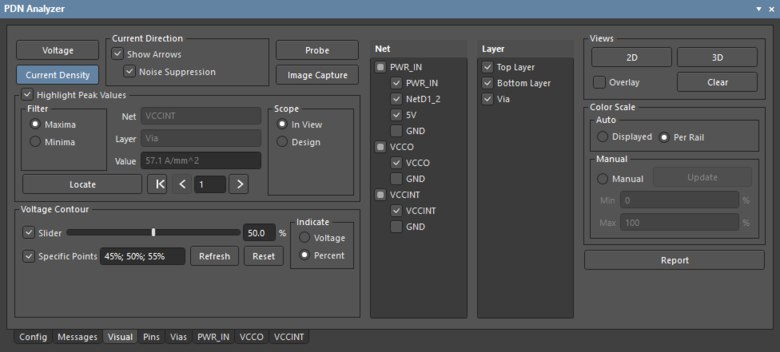 PDN Analyzer
Voltage
Current Density
Current Direction
Show Arrows
Noise Suppression
Probe
Image Capture
Highlight Peak Values
Filter
Maxima
Minima
Net
VCCINT
Layer
Via
Value
57.1 A/mm^2
Scope
In View
Design
Locate
1
Voltage Contour
Slider
50.0 %
Specific Points
45%; 50%; 55%
Refresh
Reset
Indicate
Voltage
Percent
Net
PWR_IN
PWR_IN
NetD1_2
5V
GND
VCCO
VCCO
GND
VCCINT
VCCINT
GND
Layer
Top Layer
Bottom Layer
Via
Views
2D
3D
Overlay
Clear
Color Scale
Auto
Displayed
Per Rail
Manual
Manual
Update
Min 0 %
Max 100 %
Report
Config Messages Visual Pins Vias PWR_IN VCCO VCCINT